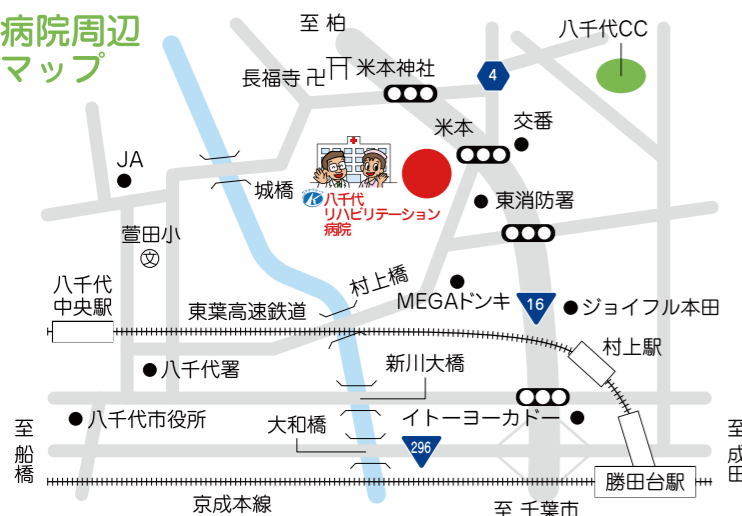 病院周辺
マップ
至 柏
八千代CC
長福寺 卍
米本神社
4
米本
交番
JA
城橋
K
八千代
リハビリテーション
病院
東消防署
萱田小
文
八千代
中央駅
東葉高速鉄道
村上橋
MEGAドンキ
16
ジョイフル本田
八千代署
新川大橋
村上駅
八千代市役所
大和橋
296
イトーヨーカドー
至
船
橋
至
成
田
勝田台駅
京成本線
至 千葉市